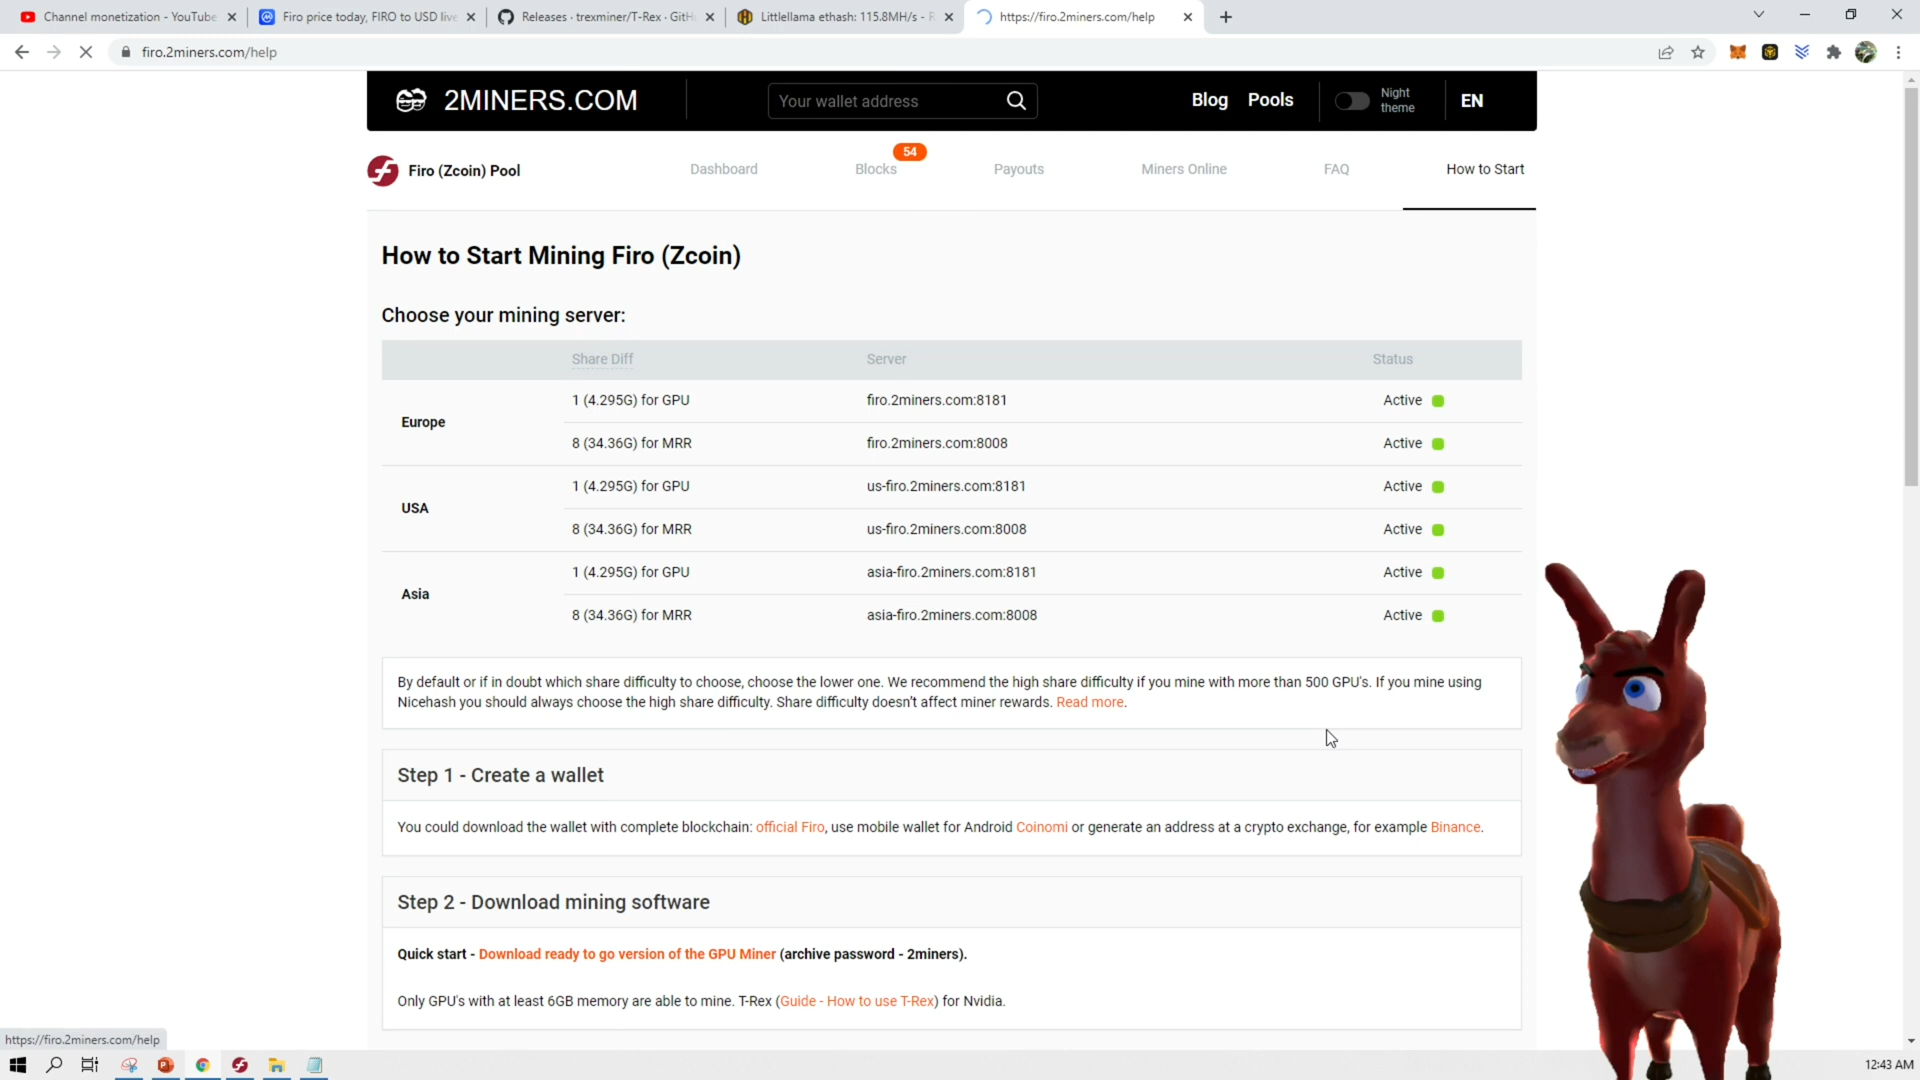 Channel monetization - YouTube
Firo price today, FIRO to USD live
Releases · trexminer/T-Rex · GitH
Littlellama ethash: 115.8MH/s - R
https://firo.2miners.com/help
firo.2miners.com/help
2MINERS.COM
Your wallet address
Blog
Pools
Night
theme
EN
Firo (Zcoin) Pool
Dashboard
Blocks
54
Payouts
Miners Online
FAQ
How to Start
How to Start Mining Firo (Zcoin)
Choose your mining server:
Share Diff Server Status
Europe
1 (4.295G) for GPU firo.2miners.com:8181 Active
8 (34.36G) for MRR firo.2miners.com:8008 Active
USA
1 (4.295G) for GPU us-firo.2miners.com:8181 Active
8 (34.36G) for MRR us-firo.2miners.com:8008 Active
Asia
1 (4.295G) for GPU asia-firo.2miners.com:8181 Active
8 (34.36G) for MRR asia-firo.2miners.com:8008 Active
By default or if in doubt which share difficulty to choose, choose the lower one. We recommend the high share difficulty if you mine with more than 500 GPU's. If you mine using
Nicehash you should always choose the high share difficulty. Share difficulty doesn't affect miner rewards. Read more.
Step 1 - Create a wallet
You could download the wallet with complete blockchain: official Firo, use mobile wallet for Android Coinomi or generate an address at a crypto exchange, for example Binance.
Step 2 - Download mining software
Quick start - Download ready to go version of the GPU Miner (archive password - 2miners).
Only GPU's with at least 6GB memory are able to mine. T-Rex (Guide - How to use T-Rex) for Nvidia.
https://firo.2miners.com/help
12:43 AM